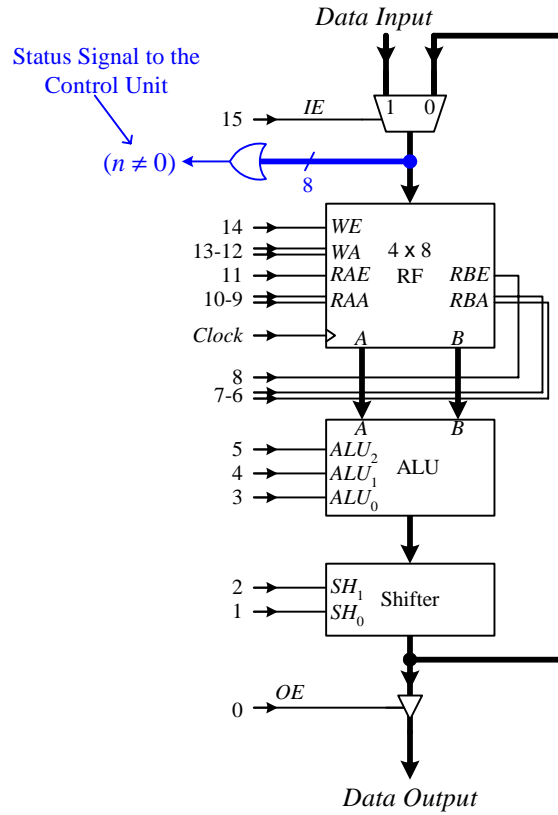 Data Input
Status Signal to the
Control Unit
1 0
15 IE
(n ≠ 0)
8
14 WE
13-12 WA
4 x 8
RF
11 RAE RBE
10-9 RAA RBA
Clock A B
8
7-6
A B
5 ALU₂
4 ALU₁ ALU
3 ALU₀
2 SH₁
Shifter
1 SH₀
0 OE
Data Output